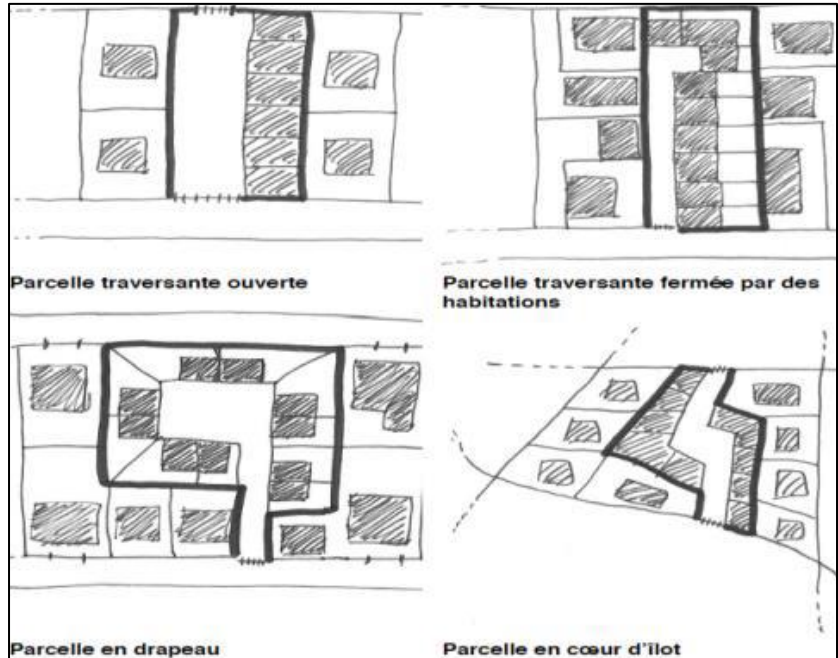 Parcelle traversante ouverte
Parcelle traversante fermée par des
habitations
Parcelle en drapeau
Parcelle en cœur d'îlot